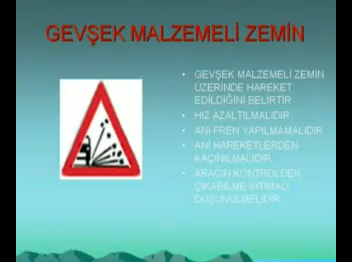 GEVŞEK MALZEMELİ ZEMİN
• GEVŞEK MALZEMELİ ZEMİN
ÜZERİNDE HAREKET
EDİLDİĞİNİ BELİRTİR
• HIZ AZALTILMALIDIR
• ANİ FREN YAPILMAMALIDIR
• ANİ HAREKETLERDEN
KAÇINILMALIDIR
• ARACIN KONTROLDEN
ÇIKABİLME İHTİMALİ
DÜŞÜNÜLMELİDİR